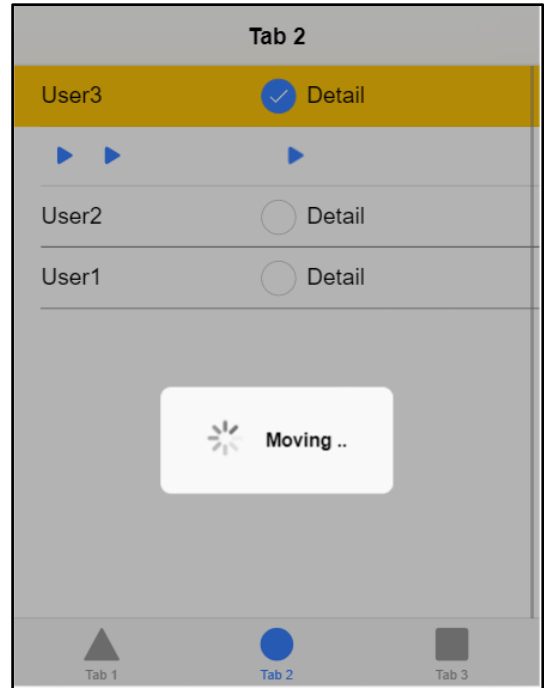 Tab 2
User3 Detail
User2 Detail
User1 Detail
Moving ..
Tab 1 Tab 2 Tab 3